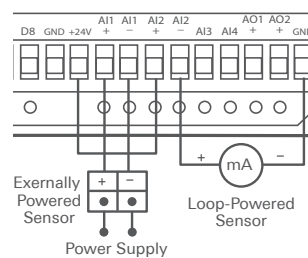 AI1 AI1 AI2 AI2 AO1 AO2
D8 GND +24V + − + − AI3 AI4 + + GND
+ −
mA
+ −
Exernally
Powered
Sensor
Loop-Powered
Sensor
Power Supply